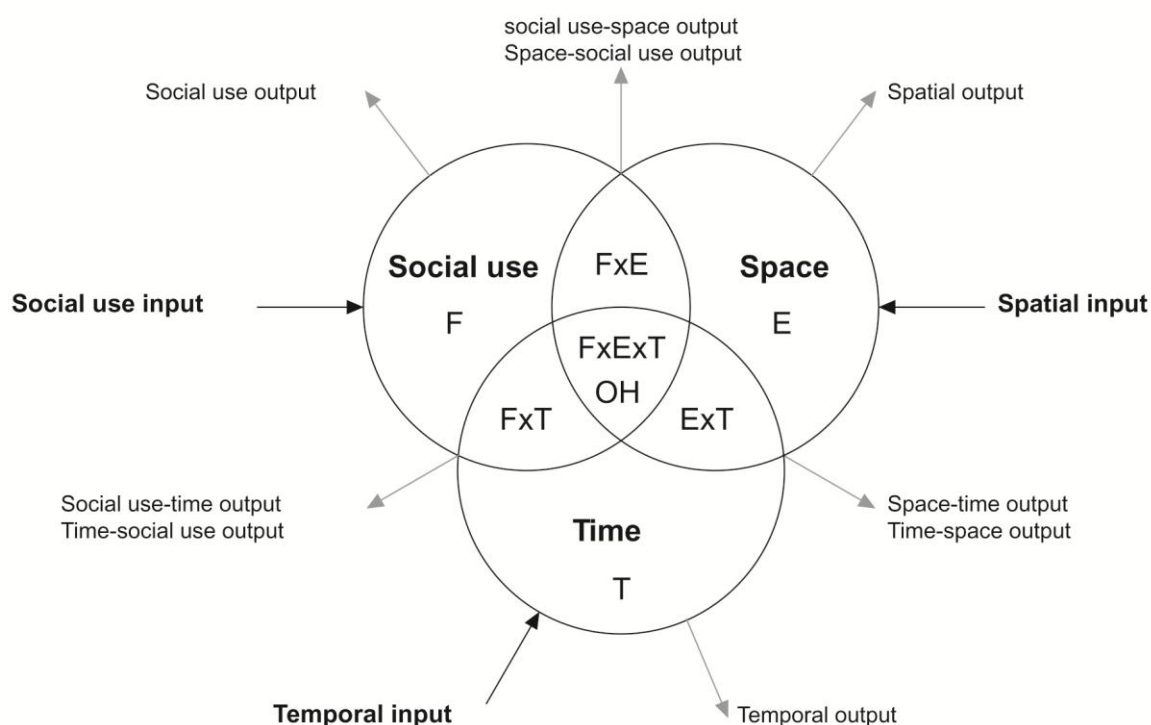 social use-space output
Space-social use output
Social use output
Spatial output
Social use
FxE
Space
Social use input
F
E
Spatial input
FxExT
OH
FxT
ExT
Social use-time output
Time-social use output
Space-time output
Time-space output
Time
T
Temporal input
Temporal output